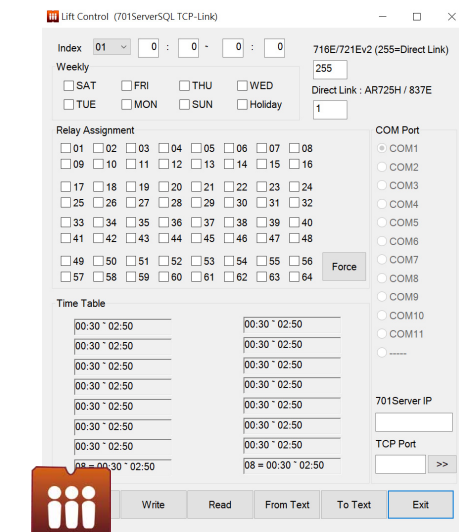 Lift Control (701ServerSQL TCP-Link)
Index 01 0 : 0 - 0 : 0
716E/721Ev2 (255=Direct Link)
255
Weekly
SAT FRI THU WED
TUE MON SUN Holiday
Direct Link : AR725H / 837E
1
Relay Assignment
01 02 03 04 05 06 07 08
09 10 11 12 13 14 15 16
17 18 19 20 21 22 23 24
25 26 27 28 29 30 31 32
33 34 35 36 37 38 39 40
41 42 43 44 45 46 47 48
49 50 51 52 53 54 55 56
57 58 59 60 61 62 63 64
Force
COM Port
COM1
COM2
COM3
COM4
COM5
COM6
COM7
COM8
COM9
COM10
COM11
-----
Time Table
00:30 ~ 02:50 00:30 ~ 02:50
00:30 ~ 02:50 00:30 ~ 02:50
00:30 ~ 02:50 00:30 ~ 02:50
00:30 ~ 02:50 00:30 ~ 02:50
00:30 ~ 02:50 00:30 ~ 02:50
00:30 ~ 02:50 00:30 ~ 02:50
00:30 ~ 02:50 00:30 ~ 02:50
08 = 00:30 ~ 02:50 08 = 00:30 ~ 02:50
701Server IP
TCP Port
>>
Write Read From Text To Text Exit